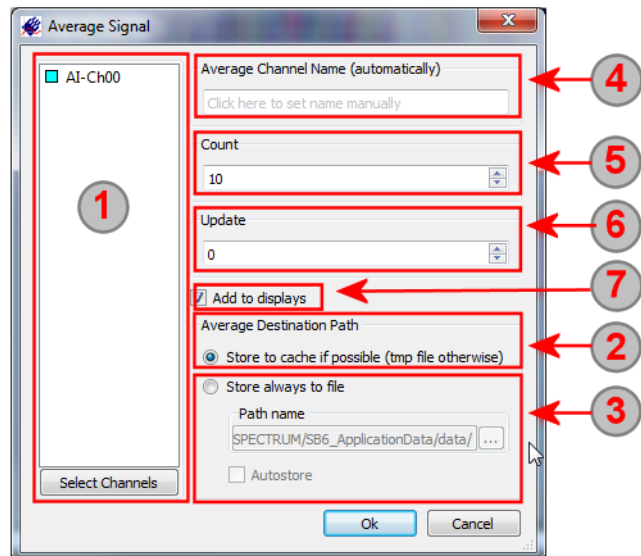 Average Signal
AI-Ch00
1
Select Channels
Average Channel Name (automatically)
Click here to set name manually
4
Count
10
5
Update
0
6
Add to displays
7
Average Destination Path
Store to cache if possible (tmp file otherwise)
2
Store always to file
Path name
SPECTRUM/SB6_ApplicationData/data/
...
Autostore
3
Ok
Cancel